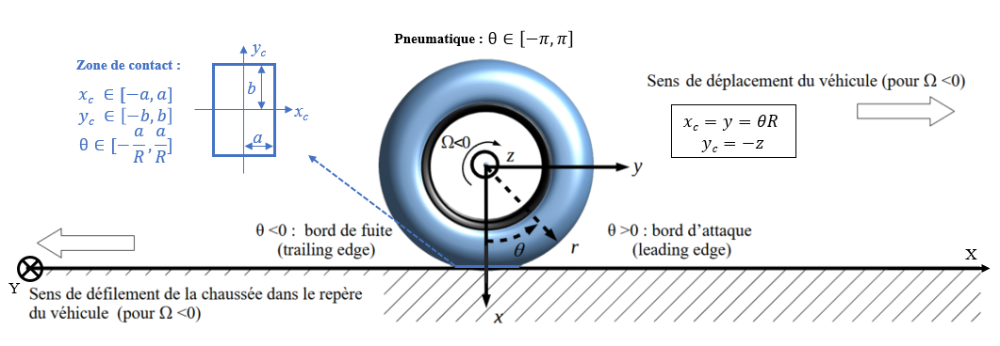 Pneumatique : θ ∈ [−π, π]
y_c
Zone de contact :
b
x_c ∈ [−a, a]
y_c ∈ [−b, b]
θ ∈ [−a/R, a/R]
x_c
a
Sens de déplacement du véhicule (pour Ω <0)
x_c = y = θR
y_c = −z
Ω<0
z
y
θ <0 : bord de fuite
(trailing edge)
θ >0 : bord d’attaque
(leading edge)
θ
r
X
Y
Sens de défilement de la chaussée dans le repère
du véhicule (pour Ω <0)
x